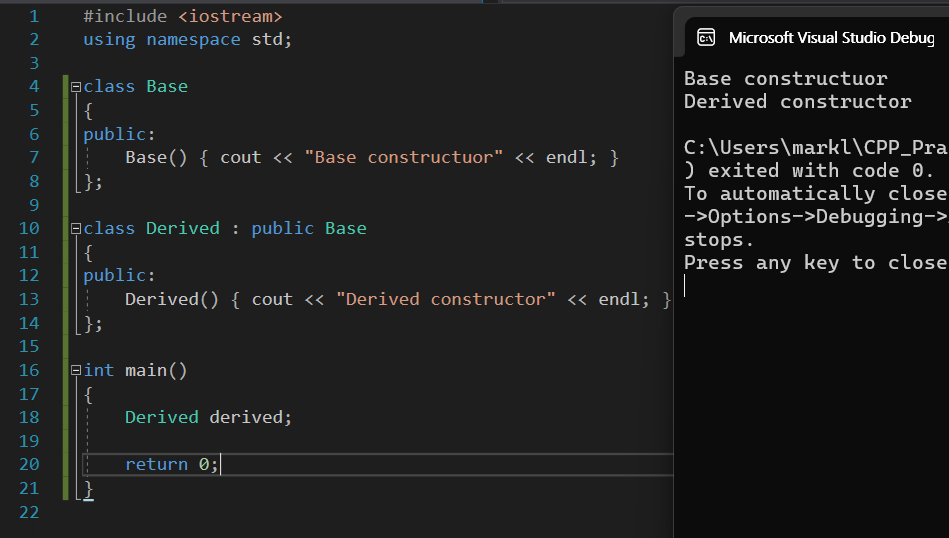 1 #include <iostream>
2 using namespace std;
3
4 class Base
5 {
6 public:
7 Base() { cout << "Base constructuor" << endl; }
8 };
9
10 class Derived : public Base
11 {
12 public:
13 Derived() { cout << "Derived constructor" << endl; }
14 };
15
16 int main()
17 {
18 Derived derived;
19
20 return 0;
21 }
22
Microsoft Visual Studio Debug
Base constructuor
Derived constructor
C:\Users\markl\CPP_Pra
) exited with code 0.
To automatically close
->Options->Debugging->
stops.
Press any key to close